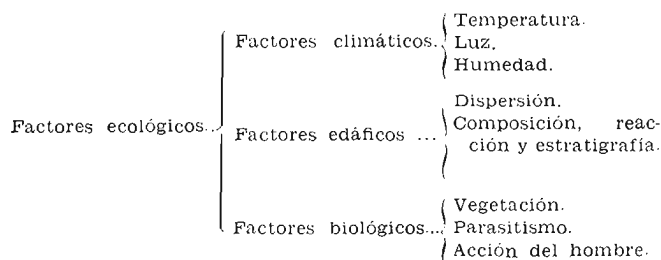 Temperatura.
Factores climáticos.
Luz.
Humedad.
Dispersión.
Factores ecológicos...
Factores edáficos ...
Composición, reac-
ción y estratigrafía.
Vegetación.
Factores biológicos...
Parasitismo.
Acción del hombre.